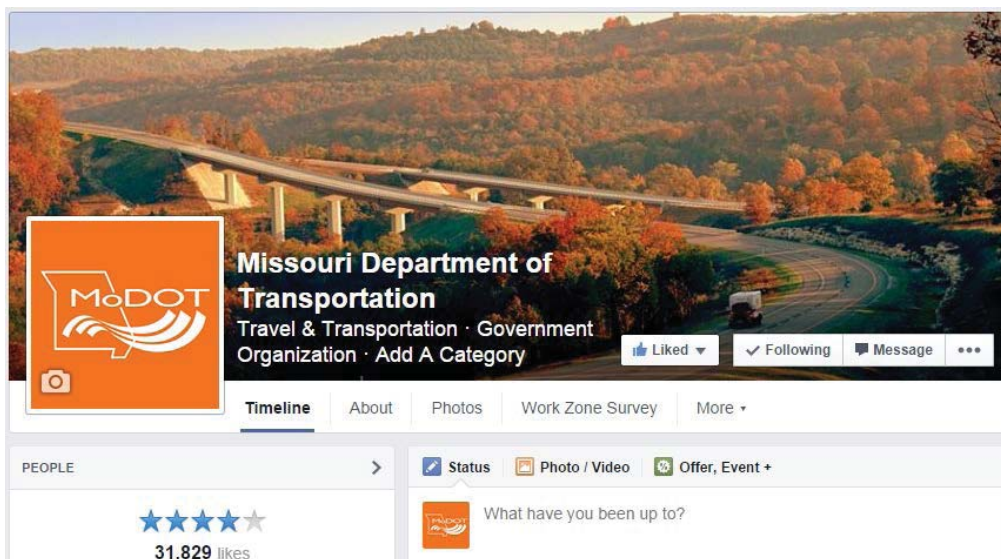 Missouri Department of
Transportation
Travel & Transportation · Government
Organization · Add A Category
MoDOT
Liked
Following
Message
Timeline
About
Photos
Work Zone Survey
More
PEOPLE
31,829 likes
Status
Photo / Video
Offer, Event +
MoDOT
What have you been up to?